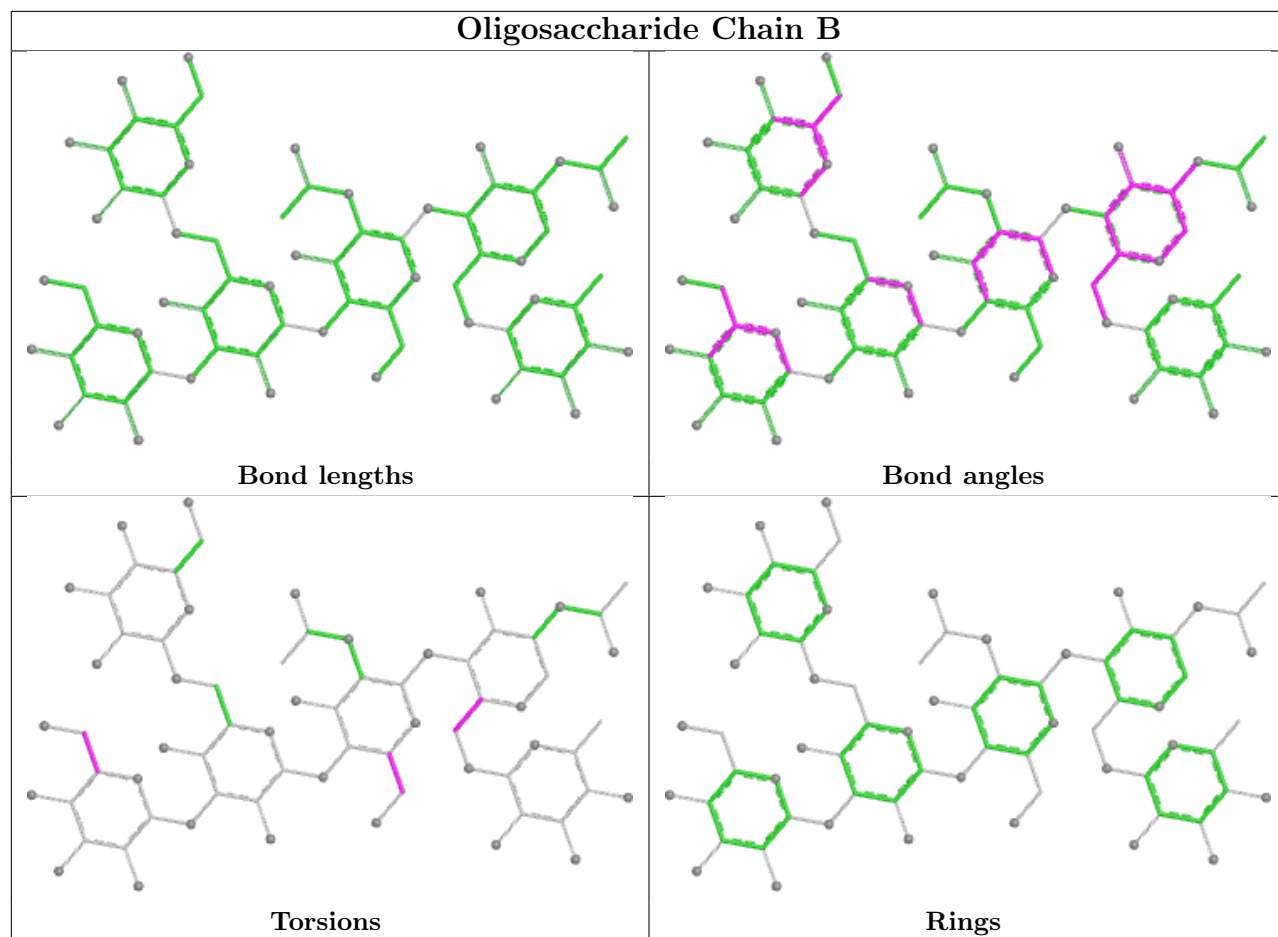 Oligosaccharide Chain B
Bond lengths
Bond angles
Torsions
Rings